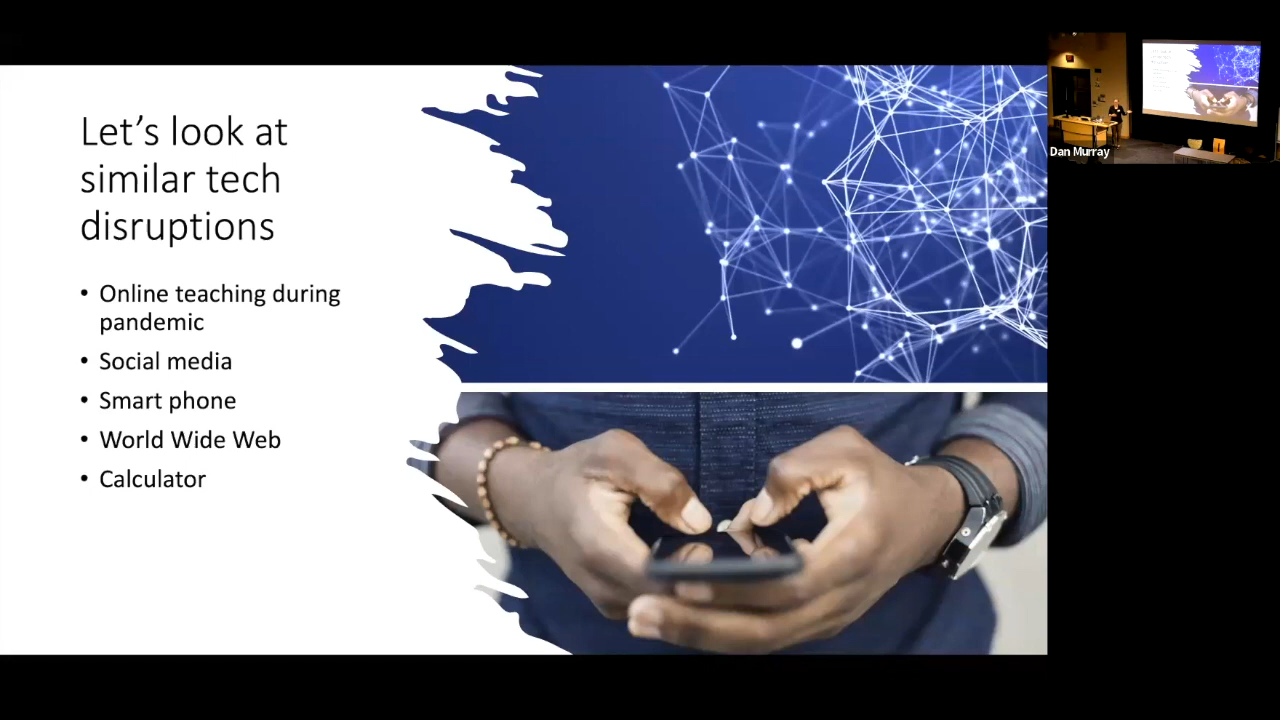 Let’s look at
similar tech
disruptions
• Online teaching during
pandemic
• Social media
• Smart phone
• World Wide Web
• Calculator
Dan Murray